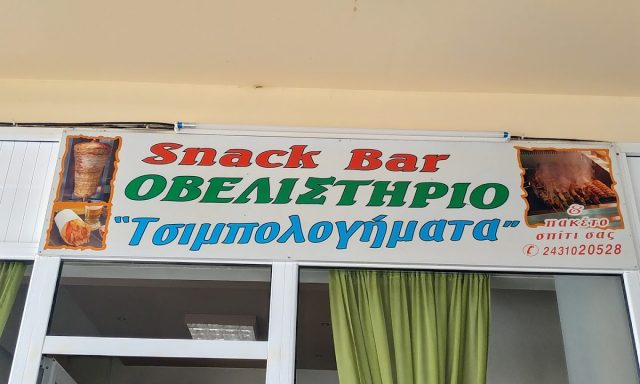 Snack Bar
ΟΒΕΛΙΣΤΗΡΙΟ
“Τσιμπολογήματα”
& πακέτο
σπίτι σας
2431020528